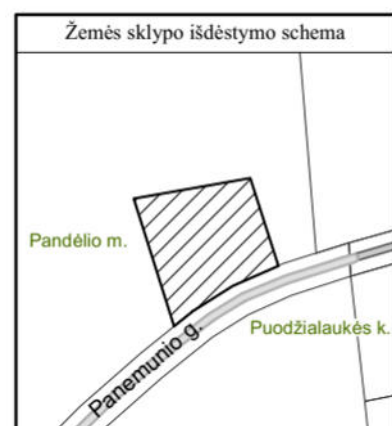 Žemės sklypo išdėstymo schema
Pandėlio m.
Puodžialaukės k.
Panemunio g.